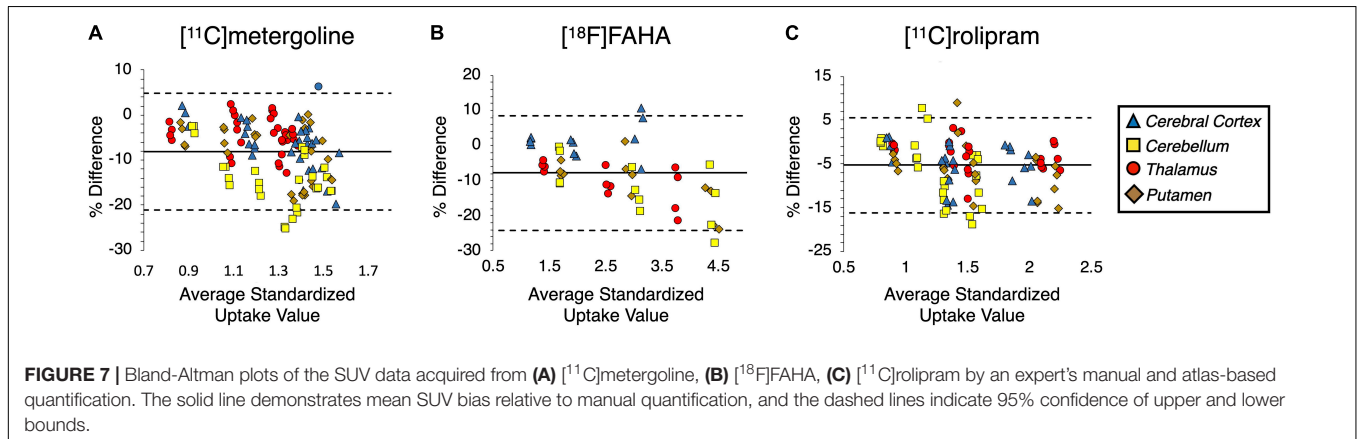 A [¹¹C]metergoline
B [¹⁸F]FAHA
C [¹¹C]rolipram
% Difference
10
0
-10
-20
-30
0.7 0.9 1.1 1.3 1.5 1.7
Average Standardized
Uptake Value
% Difference
20
10
0
-10
-20
-30
0.5 1.5 2.5 3.5 4.5
Average Standardized
Uptake Value
% Difference
15
5
-5
-15
-25
0.5 1 1.5 2 2.5
Average Standardized
Uptake Value
Cerebral Cortex
Cerebellum
Thalamus
Putamen
FIGURE 7 | Bland-Altman plots of the SUV data acquired from (A) [¹¹C]metergoline, (B) [¹⁸F]FAHA, (C) [¹¹C]rolipram by an expert's manual and atlas-based
quantification. The solid line demonstrates mean SUV bias relative to manual quantification, and the dashed lines indicate 95% confidence of upper and lower
bounds.